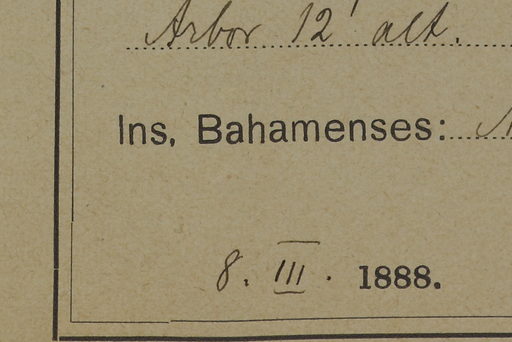 Arbor 12' alt.
Ins. Bahamenses:
8. III. 1888.